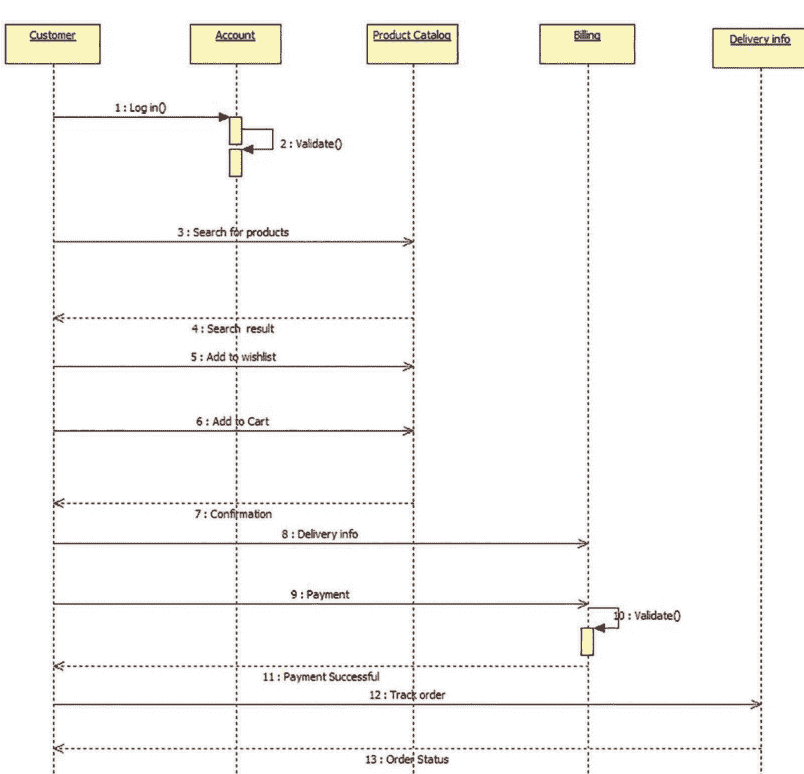 Customer
Account
Product Catalog
Billing
Delivery info
1 : Log in()
2 : Validate()
3 : Search for products
4 : Search result
5 : Add to wishlist
6 : Add to Cart
7 : Confirmation
8 : Delivery info
9 : Payment
10 : Validate()
11 : Payment Successful
12 : Track order
13 : Order Status